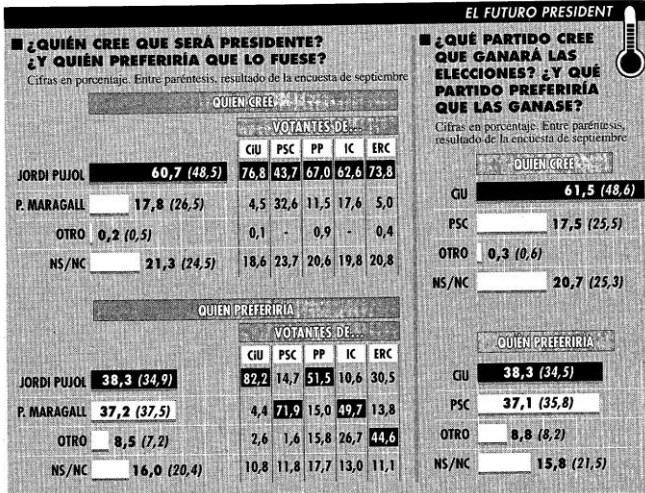 EL FUTURO PRESIDENT
■ ¿QUIÉN CREE QUE SERÁ PRESIDENTE?
¿Y QUIÉN PREFERIRÍA QUE LO FUESE?
Cifras en porcentaje. Entre paréntesis, resultado de la encuesta de septiembre
QUIEN CREE
VOTANTES DE...
CiU PSC PP IC ERC
JORDI PUJOL 60,7 (48,5) 76,8 43,7 67,0 62,6 73,8
P. MARAGALL 17,8 (26,5) 4,5 32,6 11,5 17,6 5,0
OTRO 0,2 (0,5) 0,1 - 0,9 - 0,4
NS/NC 21,3 (24,5) 18,6 23,7 20,6 19,8 20,8
QUIEN PREFERIRIA
VOTANTES DE...
CiU PSC PP IC ERC
JORDI PUJOL 38,3 (34,9) 82,2 14,7 51,5 10,6 30,5
P. MARAGALL 37,2 (37,5) 4,4 71,9 15,0 49,7 13,8
OTRO 8,5 (7,2) 2,6 1,6 15,8 26,7 44,6
NS/NC 16,0 (20,4) 10,8 11,8 17,7 13,0 11,1
■ ¿QUÉ PARTIDO CREE
QUE GANARÁ LAS
ELECCIONES? ¿Y QUÉ
PARTIDO PREFERIRÍA
QUE LAS GANASE?
Cifras en porcentaje. Entre paréntesis,
resultado de la encuesta de septiembre
QUIEN CREE
CiU 61,5 (48,6)
PSC 17,5 (25,5)
OTRO 0,3 (0,6)
NS/NC 20,7 (25,3)
QUIEN PREFERIRIA
CiU 38,3 (34,5)
PSC 37,1 (35,8)
OTRO 8,8 (8,2)
NS/NC 15,8 (21,5)